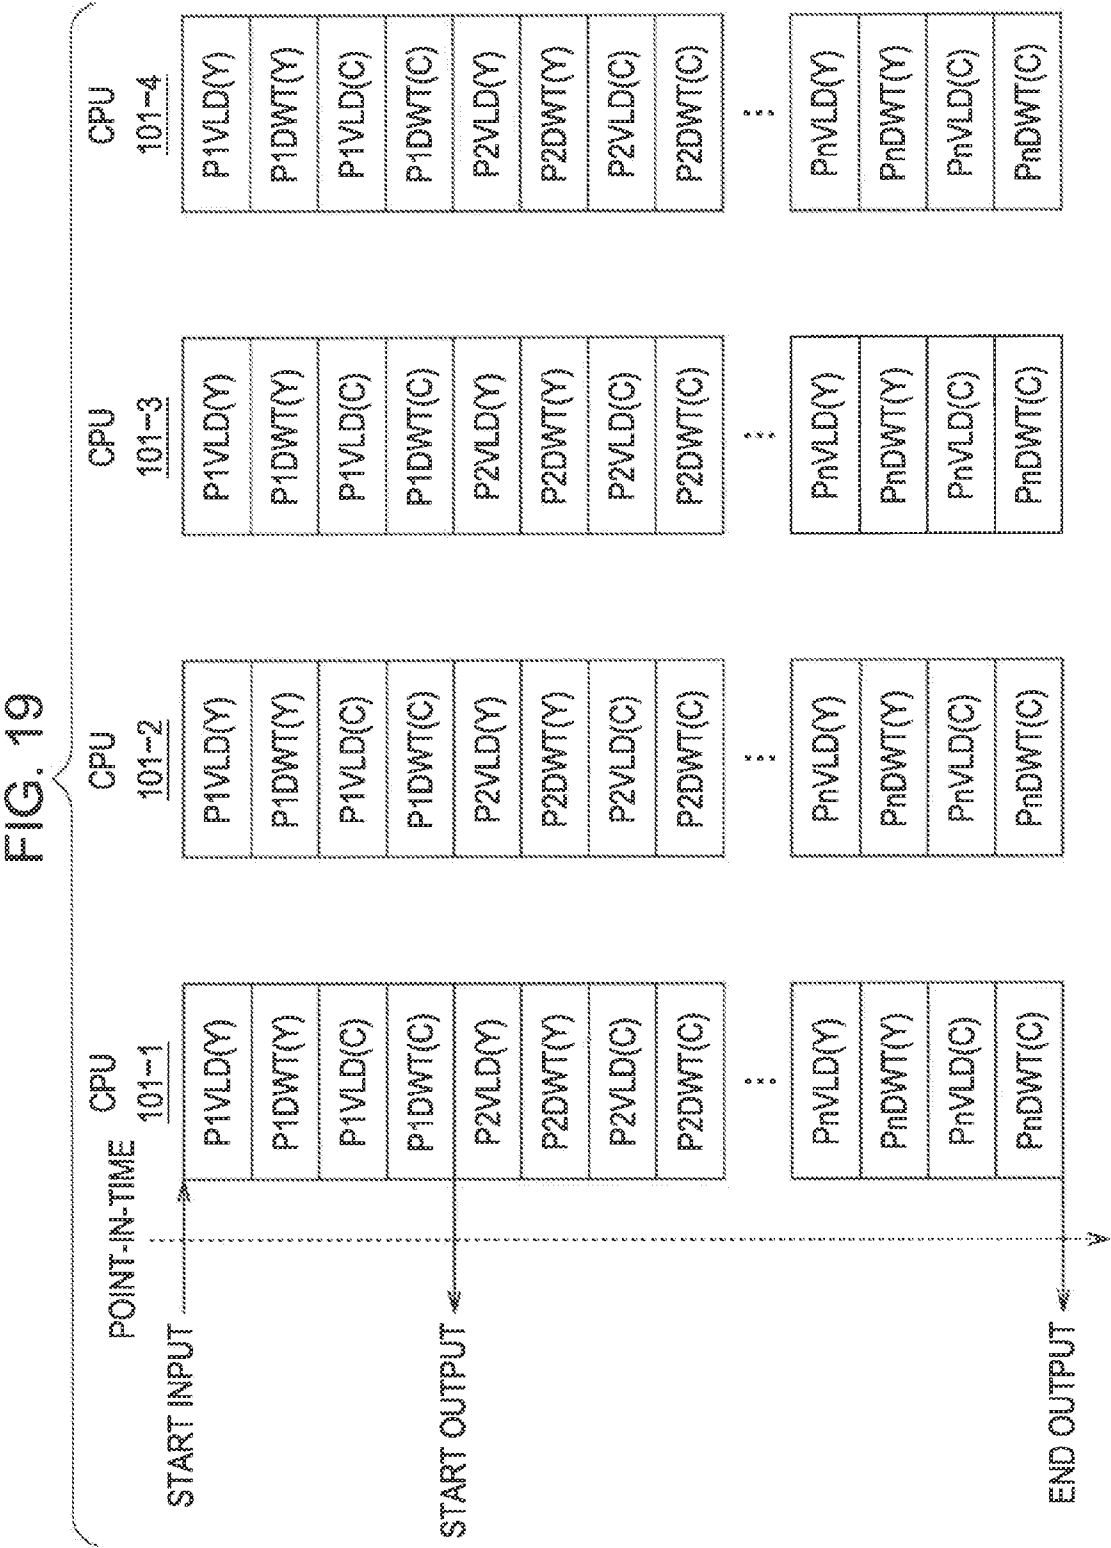 FIG. 19
POINT-IN-TIME
START INPUT
START OUTPUT
END OUTPUT
CPU
101-1
P1VLD(Y)
P1DWT(Y)
P1VLD(C)
P1DWT(C)
P2VLD(Y)
P2DWT(Y)
P2VLD(C)
P2DWT(C)
...
PnVLD(Y)
PnDWT(Y)
PnVLD(C)
PnDWT(C)
CPU
101-2
P1VLD(Y)
P1DWT(Y)
P1VLD(C)
P1DWT(C)
P2VLD(Y)
P2DWT(Y)
P2VLD(C)
P2DWT(C)
...
PnVLD(Y)
PnDWT(Y)
PnVLD(C)
PnDWT(C)
CPU
101-3
P1VLD(Y)
P1DWT(Y)
P1VLD(C)
P1DWT(C)
P2VLD(Y)
P2DWT(Y)
P2VLD(C)
P2DWT(C)
...
PnVLD(Y)
PnDWT(Y)
PnVLD(C)
PnDWT(C)
CPU
101-4
P1VLD(Y)
P1DWT(Y)
P1VLD(C)
P1DWT(C)
P2VLD(Y)
P2DWT(Y)
P2VLD(C)
P2DWT(C)
...
PnVLD(Y)
PnDWT(Y)
PnVLD(C)
PnDWT(C)